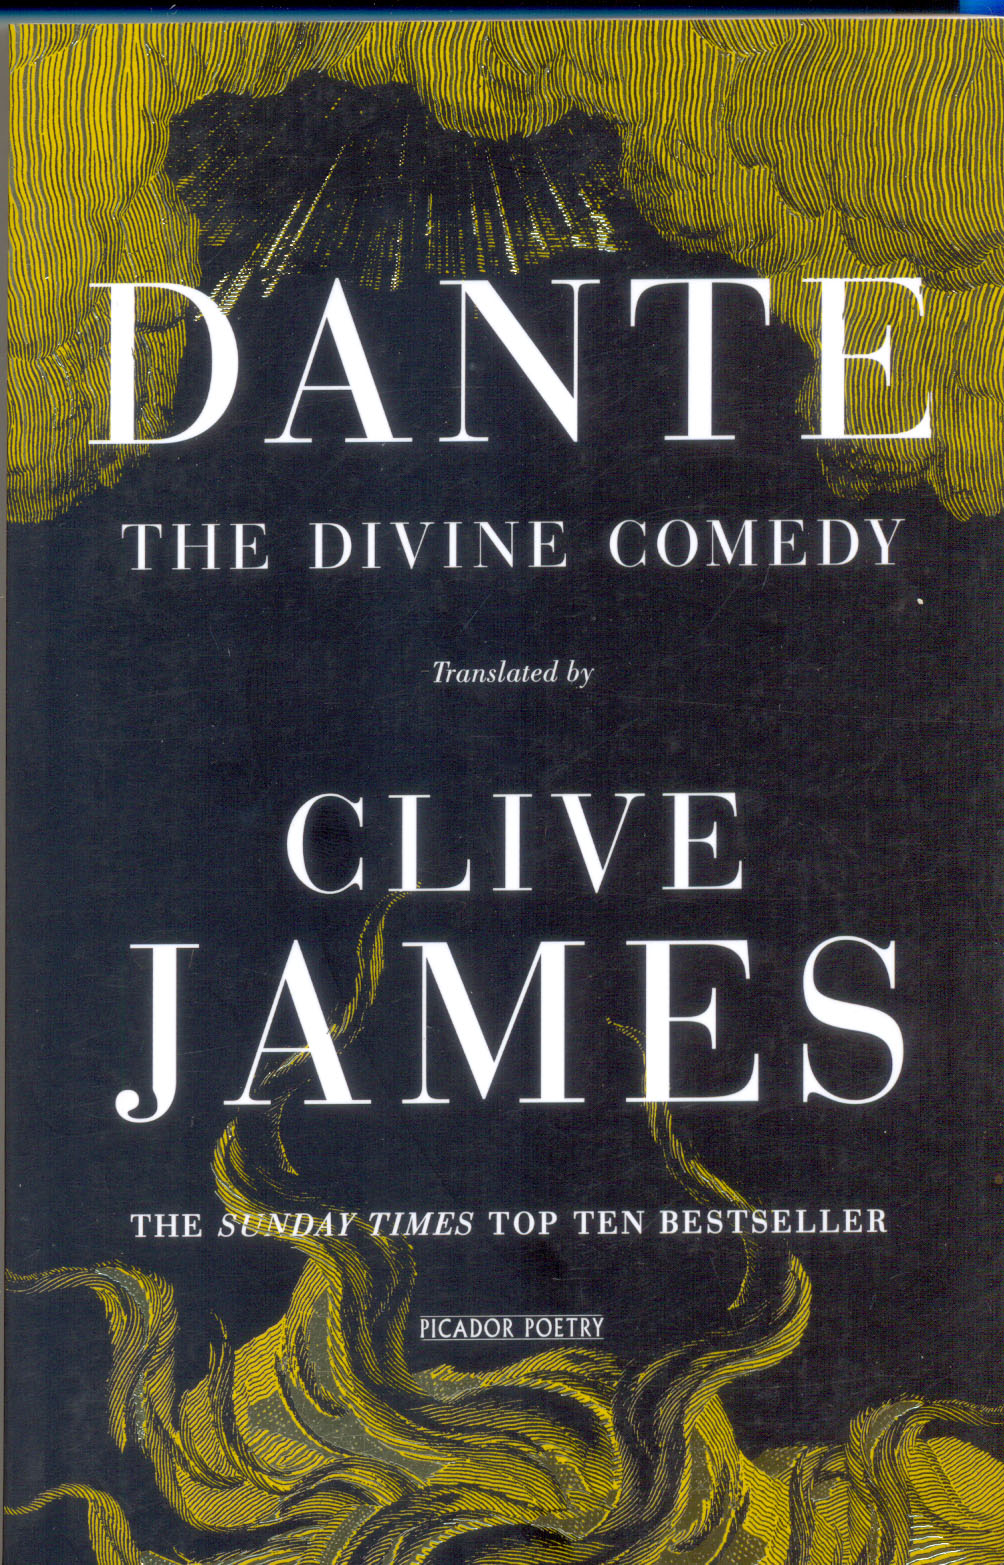 DANTE
THE DIVINE COMEDY
Translated by
CLIVE
JAMES
THE SUNDAY TIMES TOP TEN BESTSELLER
PICADOR POETRY